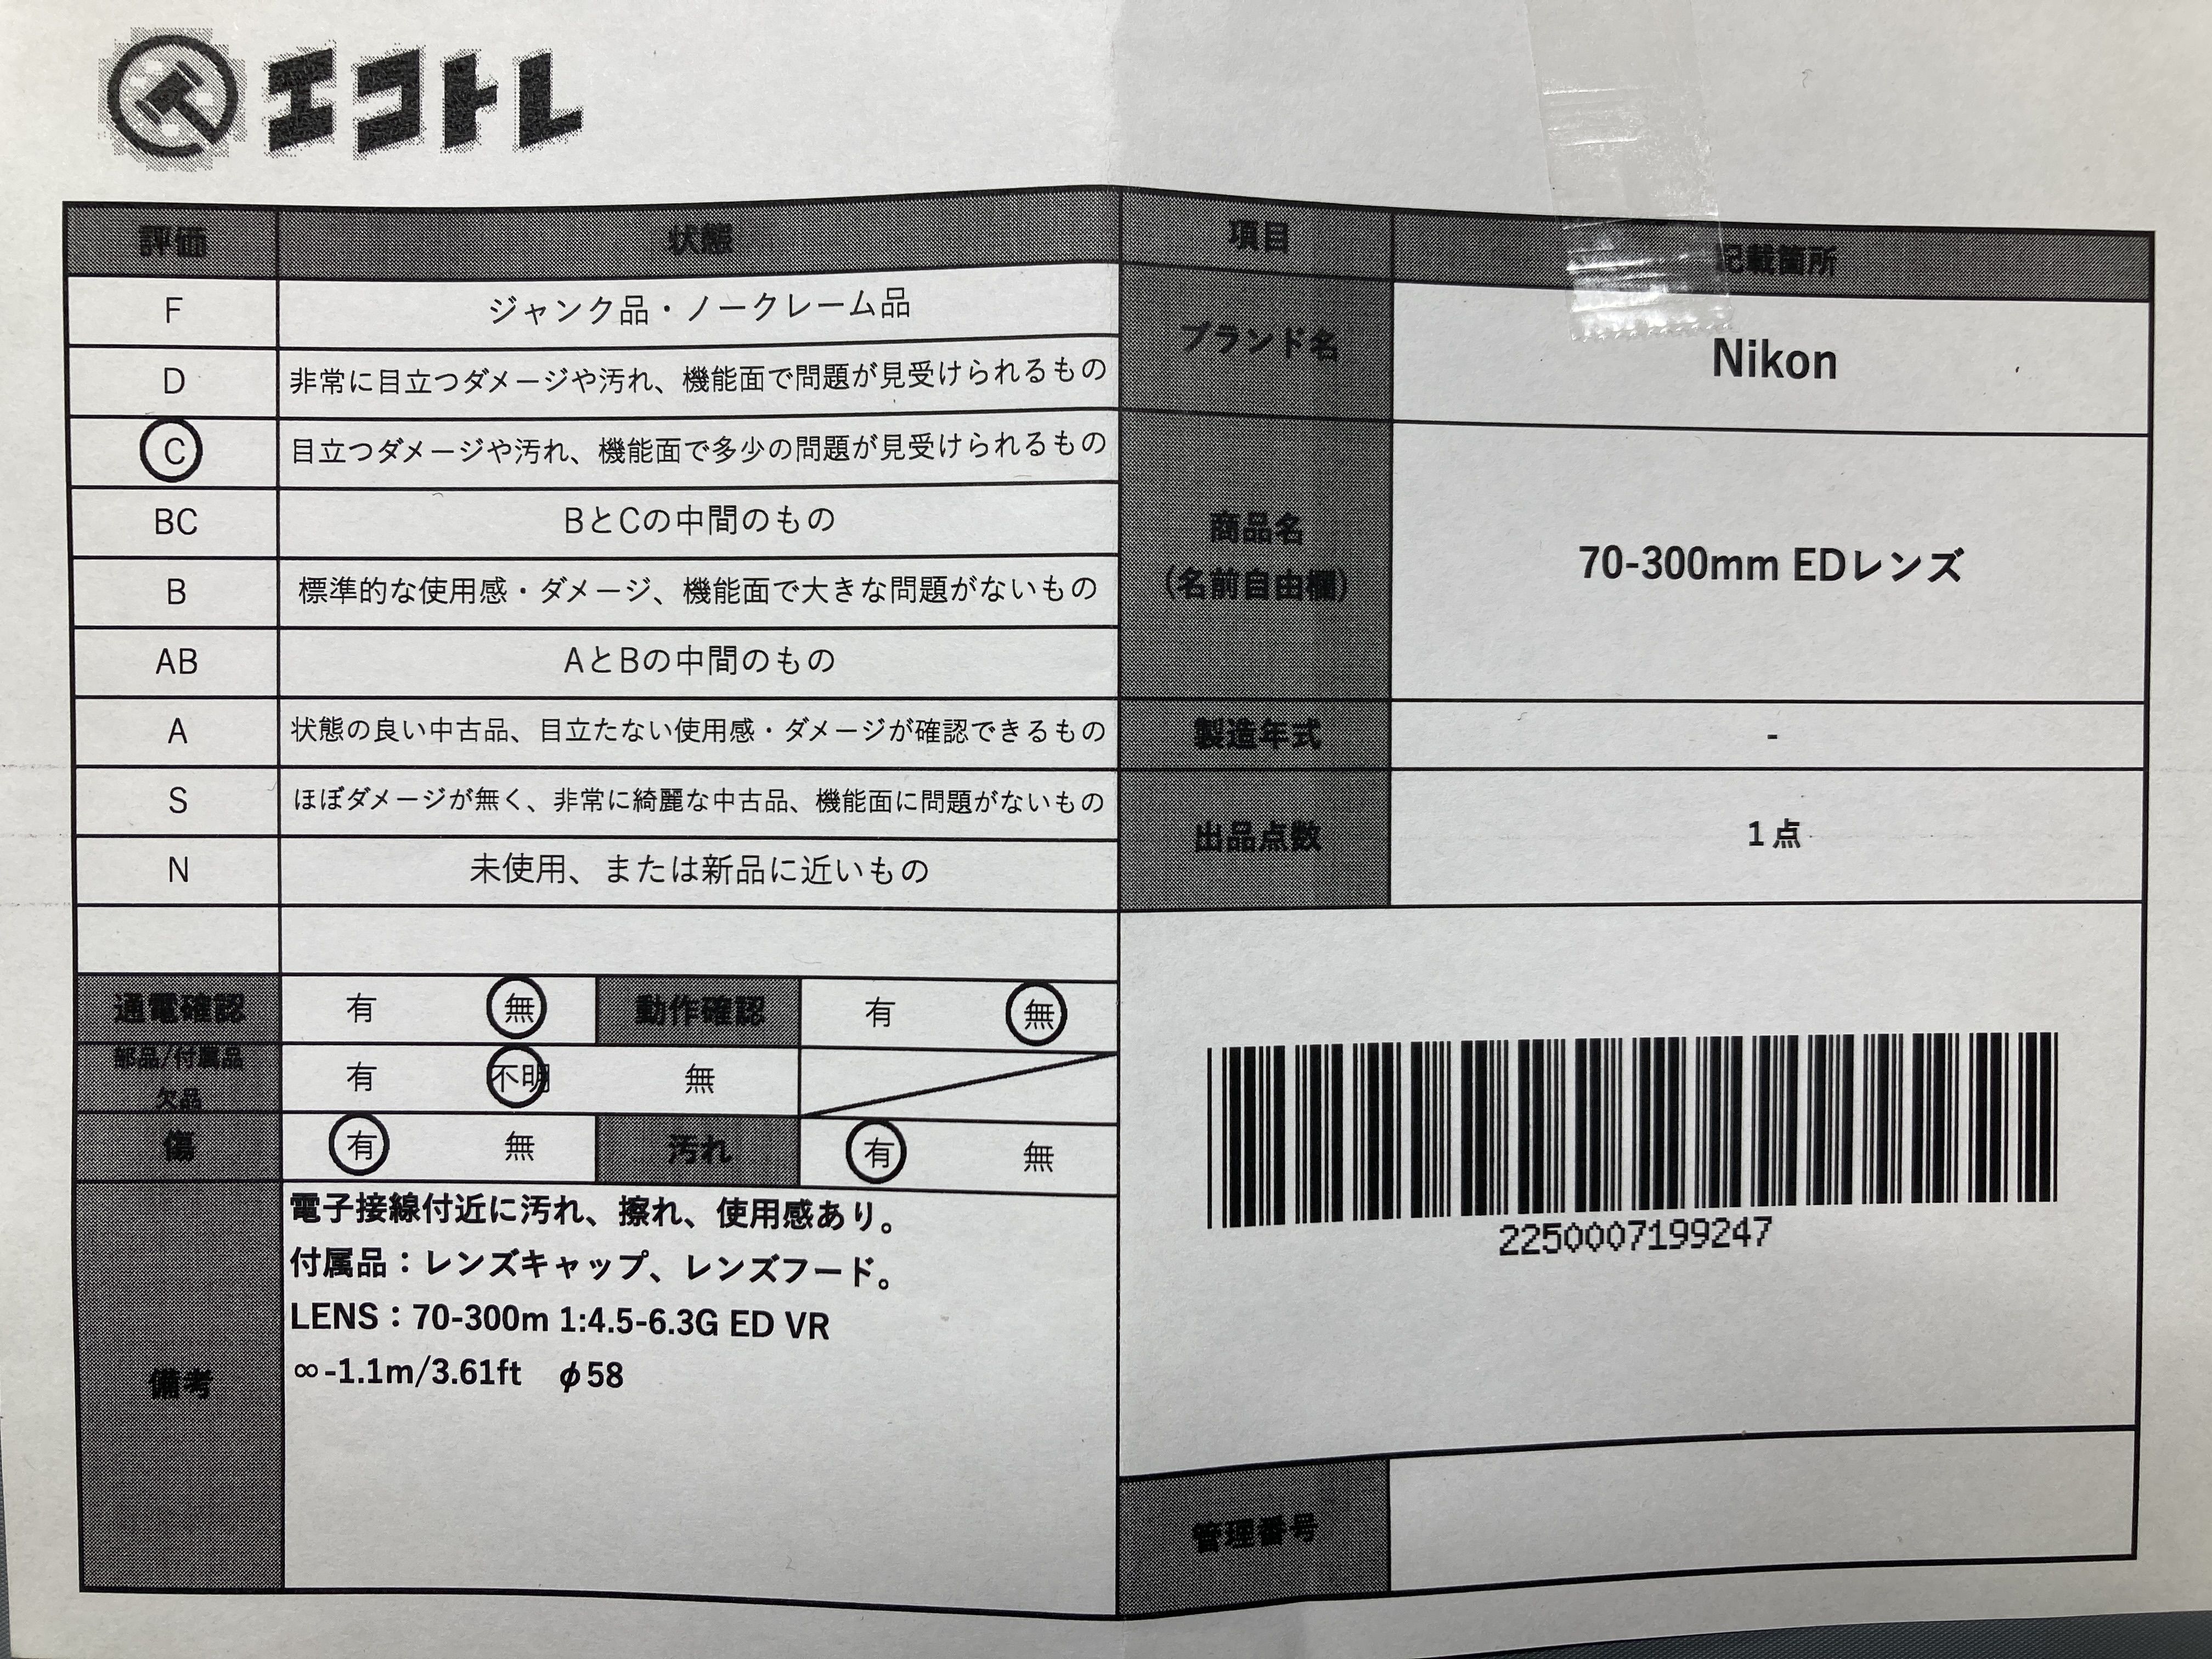 エコトレ
評価 状態
F ジャンク品・ノークレーム品
D 非常に目立つダメージや汚れ、機能面で問題が見受けられるもの
C 目立つダメージや汚れ、機能面で多少の問題が見受けられるもの
BC BとCの中間のもの
B 標準的な使用感・ダメージ、機能面で大きな問題がないもの
AB AとBの中間のもの
A 状態の良い中古品、目立たない使用感・ダメージが確認できるもの
S ほぼダメージが無く、非常に綺麗な中古品、機能面に問題がないもの
N 未使用、または新品に近いもの
通電確認 有 無 動作確認 有 無
部品/付属品
欠品 有 不明 無
傷 有 無 汚れ 有 無
備考
電子接線付近に汚れ、擦れ、使用感あり。
付属品：レンズキャップ、レンズフード。
LENS：70-300m 1:4.5-6.3G ED VR
∞-1.1m/3.61ft φ58
項目 記載箇所
ブランド名 Nikon
商品名
(名前自由欄) 70-300mm EDレンズ
製造年式 -
出品点数 1点
2250007199247
管理番号